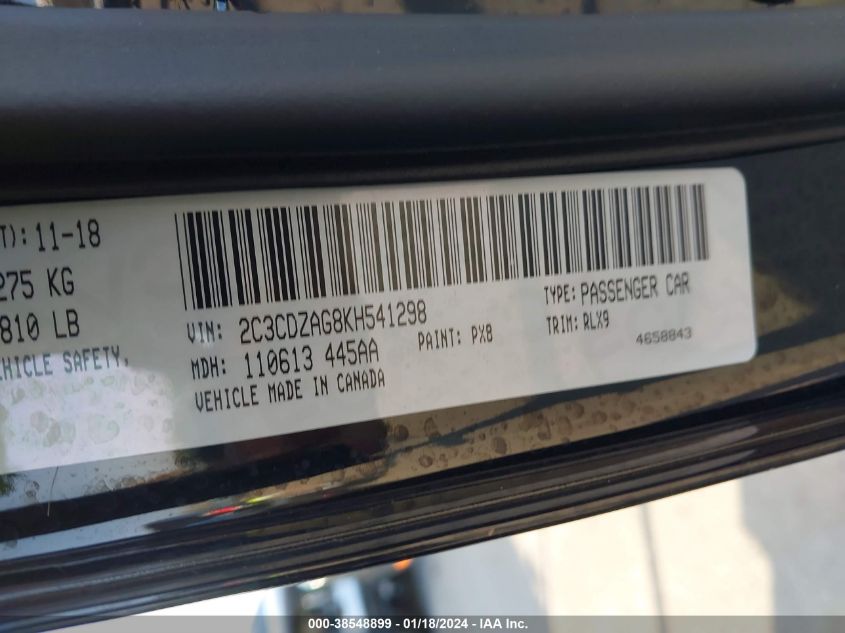 T): 11-18
275 KG
810 LB
VEHICLE SAFETY,
VIN: 2C3CDZAG8KH541298
TYPE: PASSENGER CAR
MDH: 110613 445AA
PAINT: PX8
TRIM: RLX9
VEHICLE MADE IN CANADA
4658843
000-38548899 - 01/18/2024 - IAA Inc.